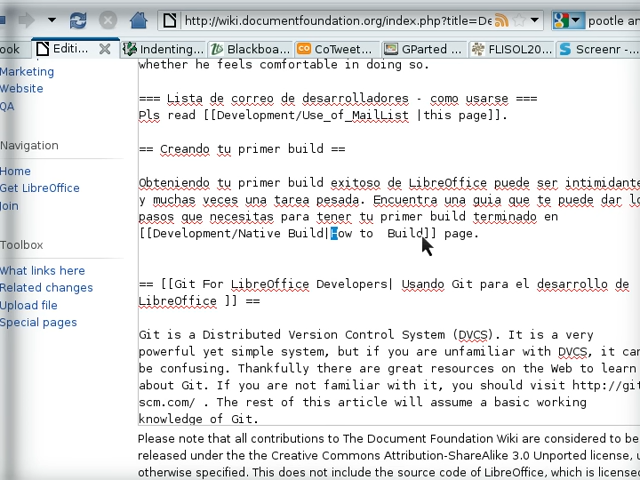 http://wiki.documentfoundation.org/index.php?title=De
pootle an
ook
Editi...
Indenting...
Blackboa...
CoTweet...
GParted ...
FLISOL20...
Screenr -
Marketing
Website
QA
Navigation
Home
Get LibreOffice
Join
Toolbox
What links here
Related changes
Upload file
Special pages
whether he feels comfortable in doing so.
=== Lista de correo de desarrolladores - como usarse ===
Pls read [[Development/Use_of_MailList |this page]].
== Creando tu primer build ==
Obteniendo tu primer build exitoso de LibreOffice puede ser intimidante
y muchas veces una tarea pesada. Encuentra una guia que te puede dar lo
pasos que necesitas para tener tu primer build terminado en
[[Development/Native Build|How to  Build]] page.
== [[Git For LibreOffice Developers| Usando Git para el desarrollo de
LibreOffice ]] ==
Git is a Distributed Version Control System (DVCS). It is a very
powerful yet simple system, but if you are unfamiliar with DVCS, it can
be confusing. Thankfully there are great resources on the Web to learn
about Git. If you are not familiar with it, you should visit http://git
scm.com/ . The rest of this article will assume a basic working
knowledge of Git.
Please note that all contributions to The Document Foundation Wiki are considered to be
released under the the Creative Commons Attribution-ShareAlike 3.0 Unported license, u
otherwise specified. This does not include the source code of LibreOffice, which is license